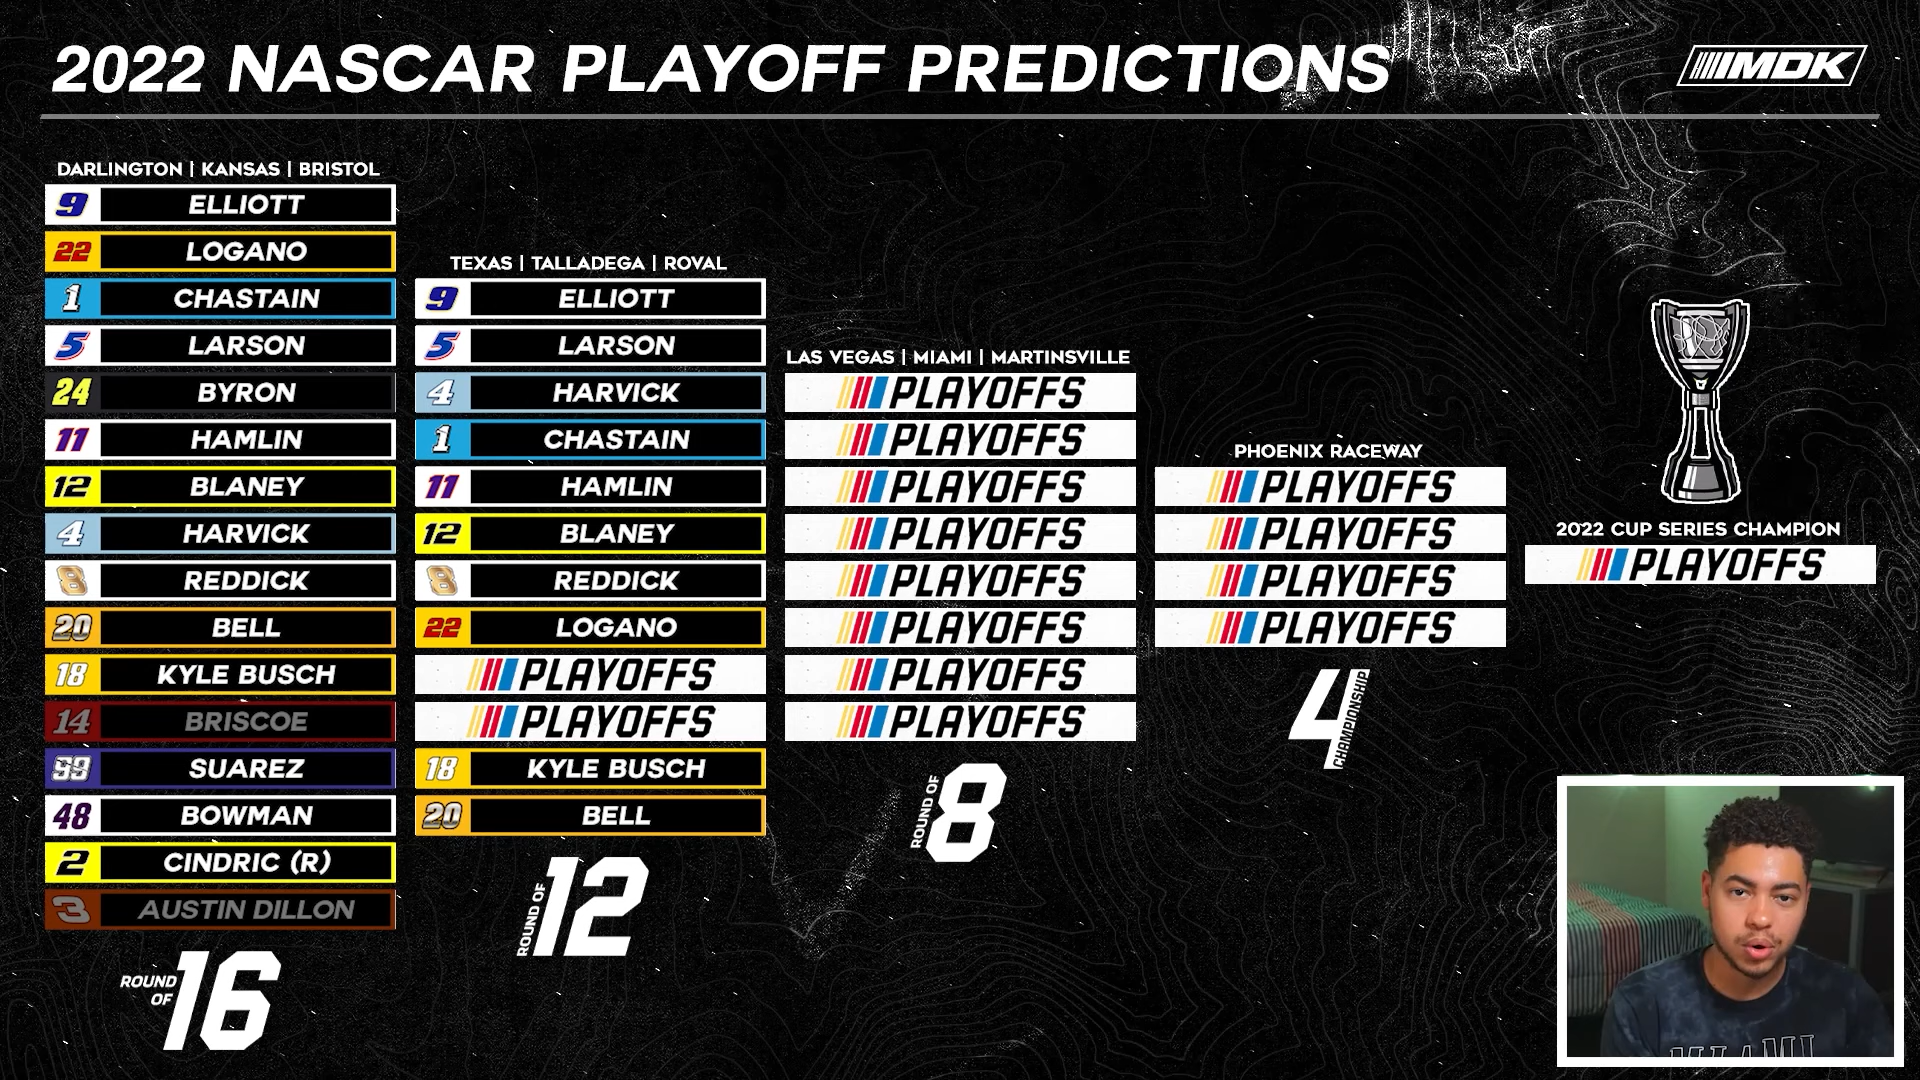 2022 NASCAR PLAYOFF PREDICTIONS
MDK
DARLINGTON | KANSAS | BRISTOL
9 ELLIOTT
22 LOGANO
1 CHASTAIN
5 LARSON
24 BYRON
11 HAMLIN
12 BLANEY
4 HARVICK
8 REDDICK
20 BELL
18 KYLE BUSCH
14 BRISCOE
99 SUAREZ
48 BOWMAN
2 CINDRIC (R)
3 AUSTIN DILLON
ROUND OF 16
TEXAS | TALLADEGA | ROVAL
9 ELLIOTT
5 LARSON
4 HARVICK
1 CHASTAIN
11 HAMLIN
12 BLANEY
8 REDDICK
22 LOGANO
PLAYOFFS
PLAYOFFS
18 KYLE BUSCH
20 BELL
ROUND OF 12
LAS VEGAS | MIAMI | MARTINSVILLE
PLAYOFFS
PLAYOFFS
PLAYOFFS
PLAYOFFS
PLAYOFFS
PLAYOFFS
PLAYOFFS
PLAYOFFS
ROUND OF 8
PHOENIX RACEWAY
PLAYOFFS
PLAYOFFS
PLAYOFFS
PLAYOFFS
CHAMPIONSHIP 4
2022 CUP SERIES CHAMPION
PLAYOFFS
MIAMI